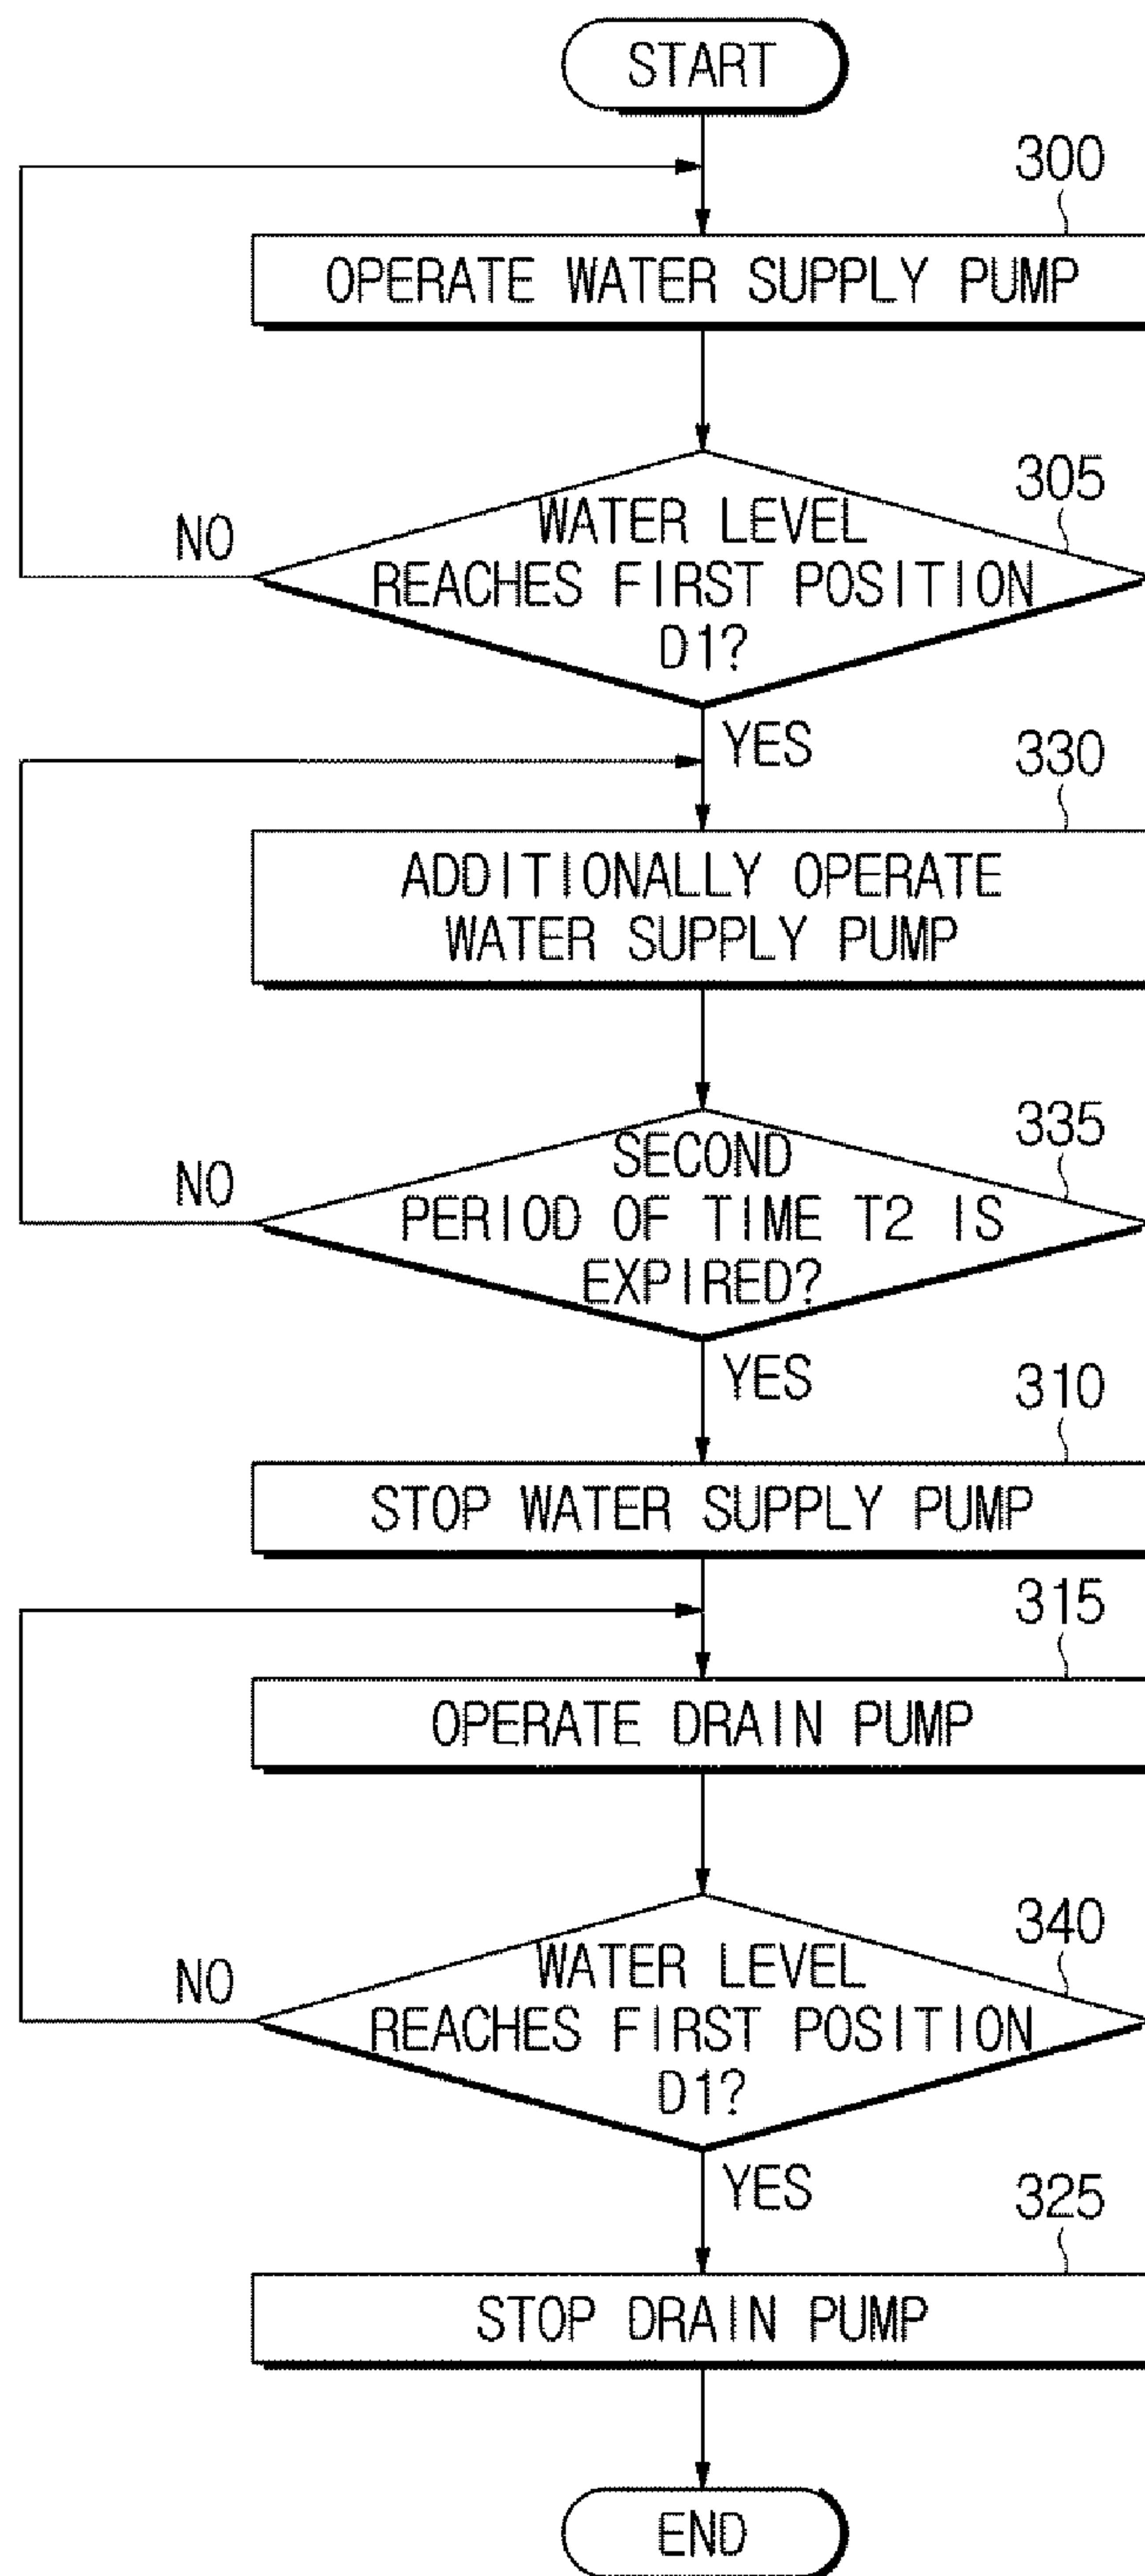 START
300
OPERATE WATER SUPPLY PUMP
305
WATER LEVEL
REACHES FIRST POSITION
D1?
NO
YES
330
ADDITIONALLY OPERATE
WATER SUPPLY PUMP
335
SECOND
PERIOD OF TIME T2 IS
EXPIRED?
NO
YES
310
STOP WATER SUPPLY PUMP
315
OPERATE DRAIN PUMP
340
WATER LEVEL
REACHES FIRST POSITION
D1?
NO
YES
325
STOP DRAIN PUMP
END